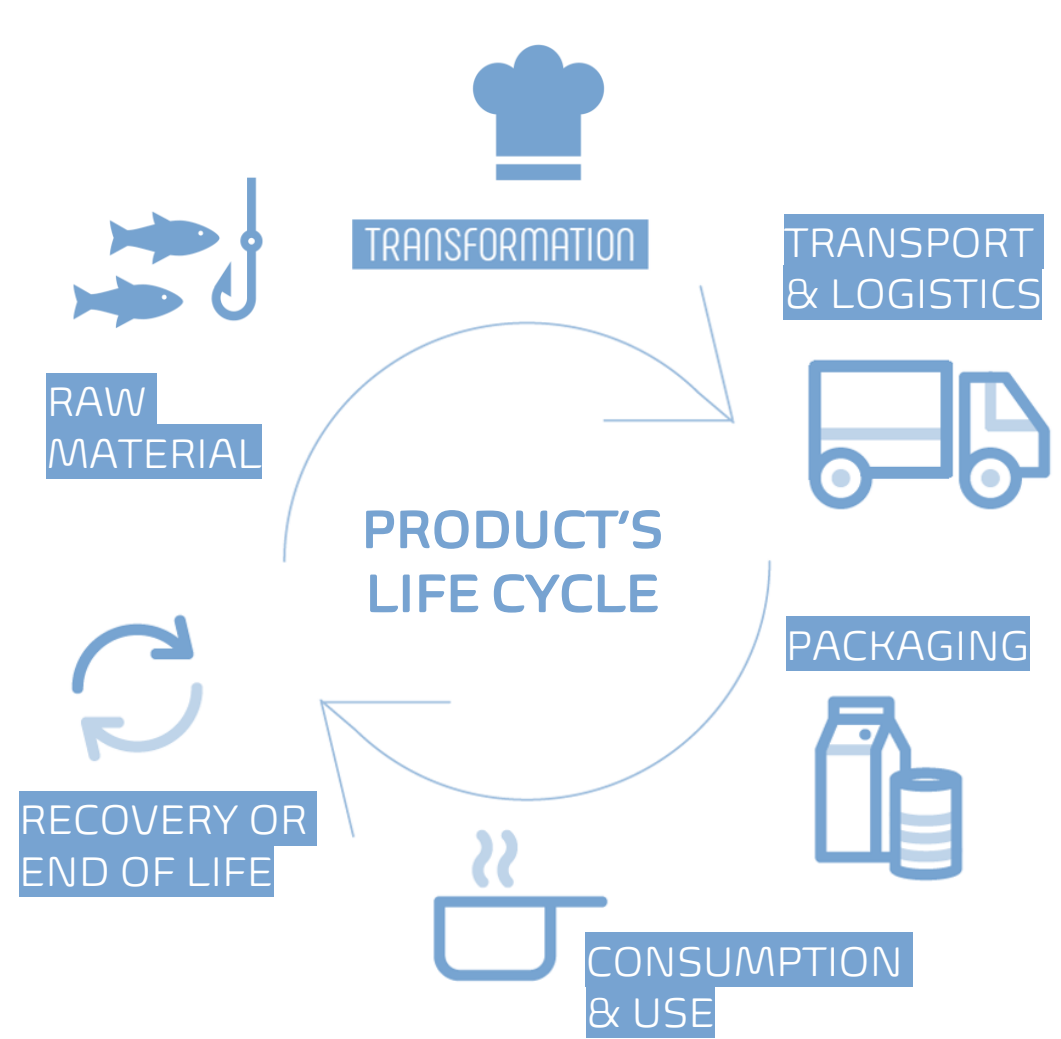 TRANSFORMATION
TRANSPORT
& LOGISTICS
RAW
MATERIAL
PRODUCT'S
LIFE CYCLE
PACKAGING
RECOVERY OR
END OF LIFE
CONSUMPTION
& USE